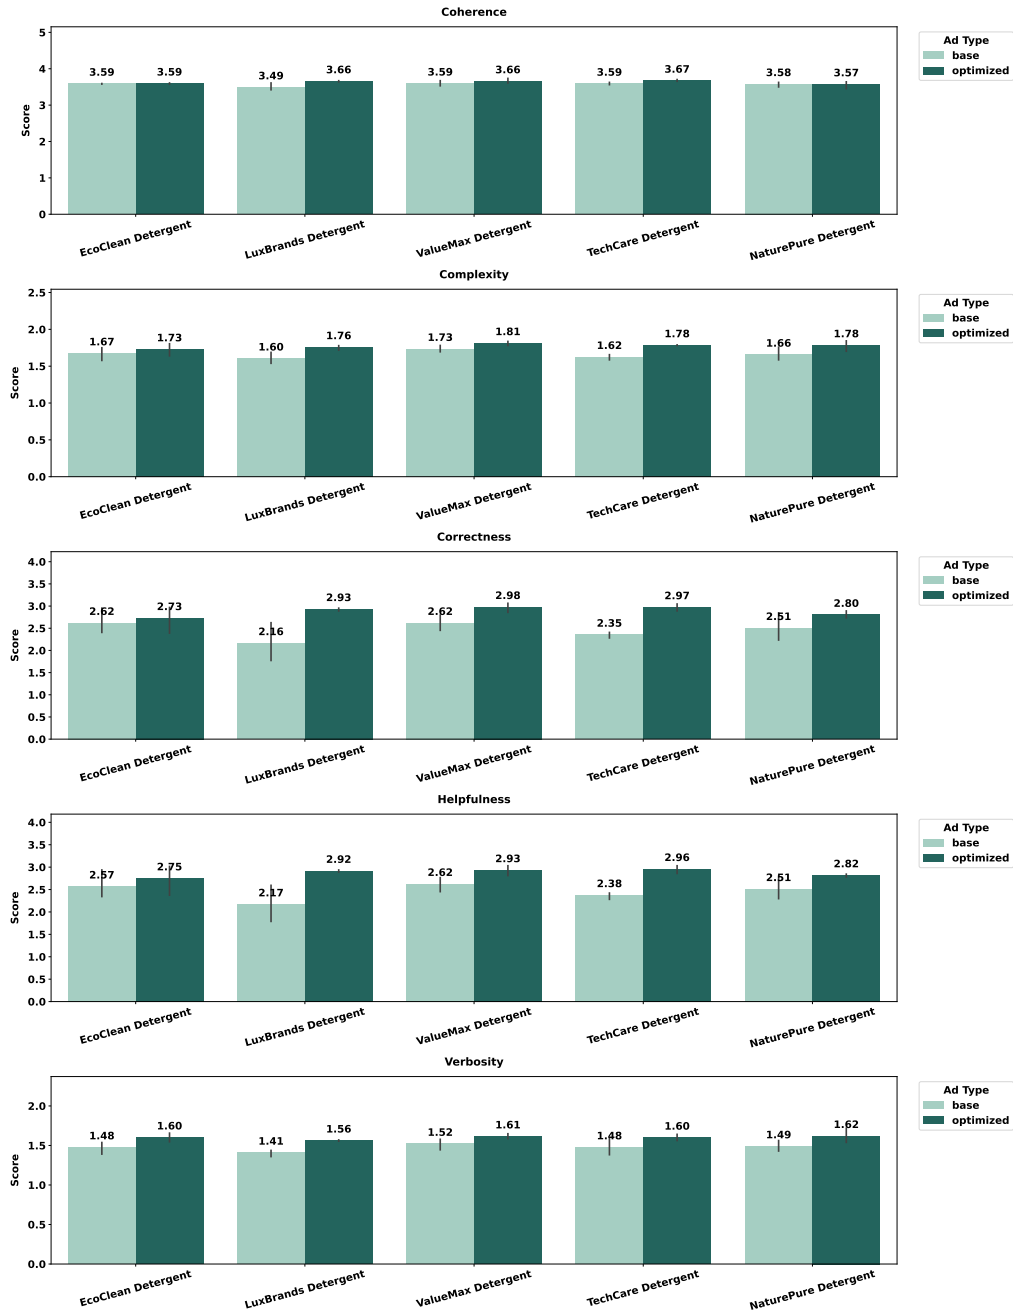 Coherence
5
4
3
2
1
0
Score
3.59 3.59 3.49 3.66 3.59 3.66 3.59 3.67 3.58 3.57
EcoClean Detergent LuxBrands Detergent ValueMax Detergent TechCare Detergent NaturePure Detergent
Ad Type
base
optimized
Complexity
2.5
2.0
1.5
1.0
0.5
0.0
Score
1.67 1.73 1.60 1.76 1.73 1.81 1.62 1.78 1.66 1.78
EcoClean Detergent LuxBrands Detergent ValueMax Detergent TechCare Detergent NaturePure Detergent
Ad Type
base
optimized
Correctness
4.0
3.5
3.0
2.5
2.0
1.5
1.0
0.5
0.0
Score
2.62 2.73 2.16 2.93 2.62 2.98 2.35 2.97 2.51 2.80
EcoClean Detergent LuxBrands Detergent ValueMax Detergent TechCare Detergent NaturePure Detergent
Ad Type
base
optimized
Helpfulness
4.0
3.5
3.0
2.5
2.0
1.5
1.0
0.5
0.0
Score
2.57 2.75 2.17 2.92 2.62 2.93 2.38 2.96 2.51 2.82
EcoClean Detergent LuxBrands Detergent ValueMax Detergent TechCare Detergent NaturePure Detergent
Ad Type
base
optimized
Verbosity
2.0
1.5
1.0
0.5
0.0
Score
1.48 1.60 1.41 1.56 1.52 1.61 1.48 1.60 1.49 1.62
EcoClean Detergent LuxBrands Detergent ValueMax Detergent TechCare Detergent NaturePure Detergent
Ad Type
base
optimized